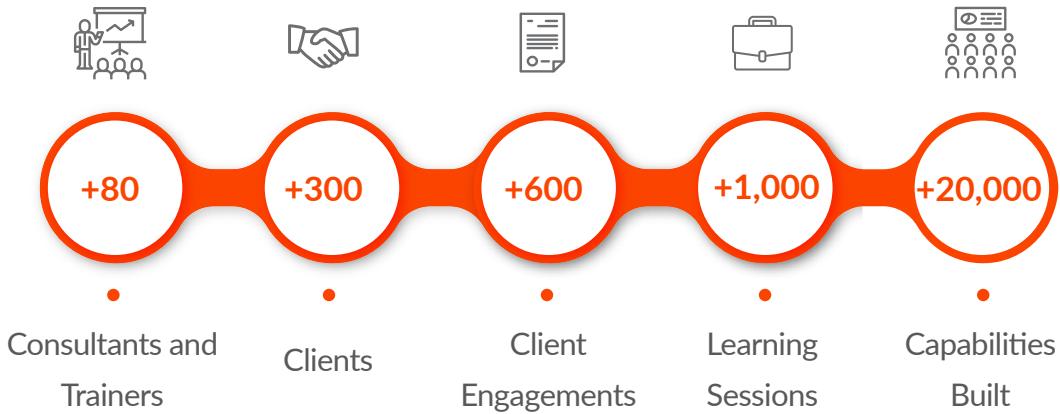 +80
+300
+600
+1,000
+20,000
Consultants and
Trainers
Clients
Client
Engagements
Learning
Sessions
Capabilities
Built